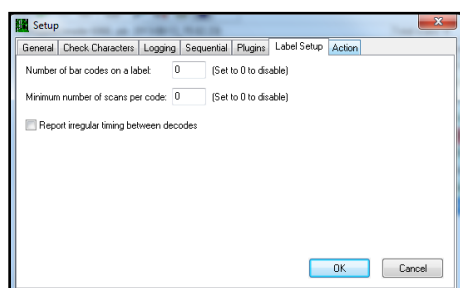 Setup
General Check Characters Logging Sequential Plugins Label Setup Action
Number of bar codes on a label: 0 (Set to 0 to disable)
Minimum number of scans per code: 0 (Set to 0 to disable)
Report irregular timing between decodes
OK Cancel